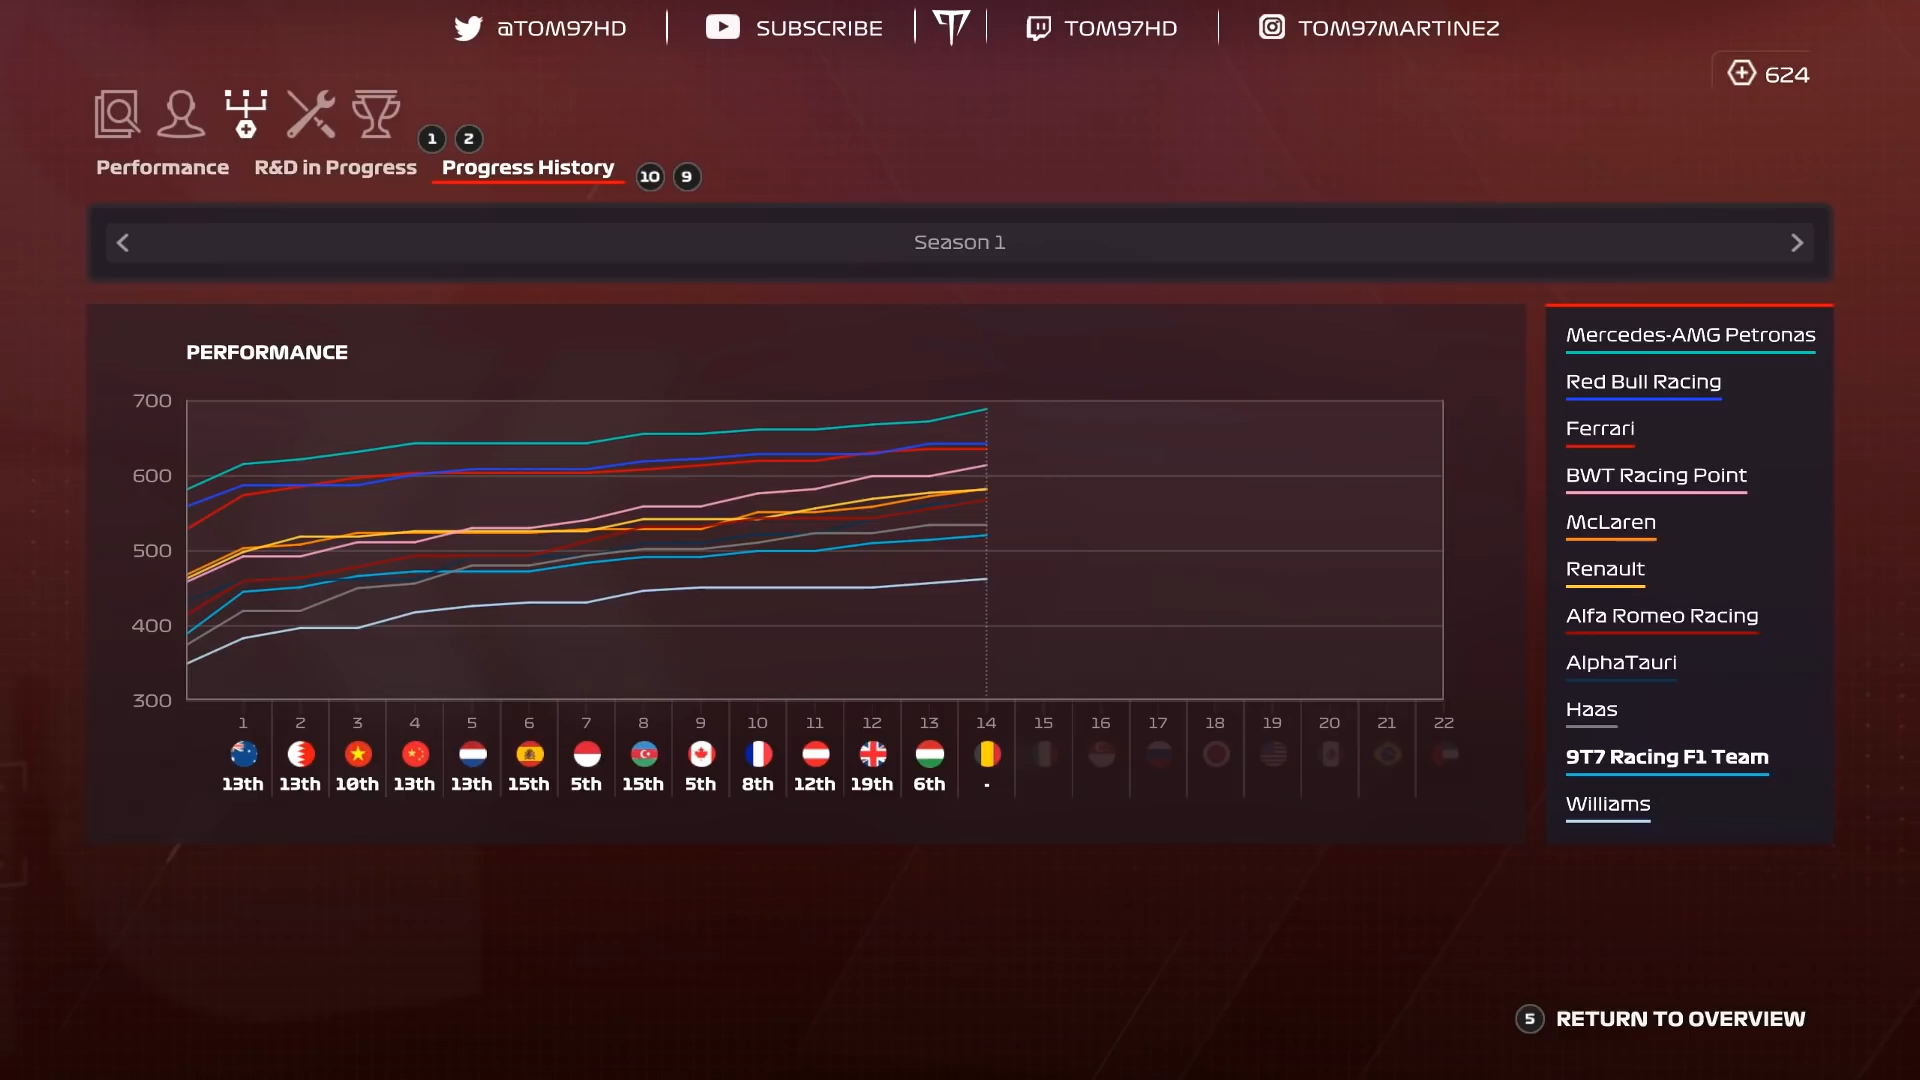 @TOM97HD SUBSCRIBE TOM97HD TOM97MARTINEZ
624
1 2
Performance R&D in Progress Progress History 10 9
Season 1
PERFORMANCE
700
600
500
400
300
1 2 3 4 5 6 7 8 9 10 11 12 13 14 15 16 17 18 19 20 21 22
13th 13th 10th 13th 13th 15th 5th 15th 5th 8th 12th 19th 6th -
Mercedes-AMG Petronas
Red Bull Racing
Ferrari
BWT Racing Point
McLaren
Renault
Alfa Romeo Racing
AlphaTauri
Haas
9T7 Racing F1 Team
Williams
5 RETURN TO OVERVIEW